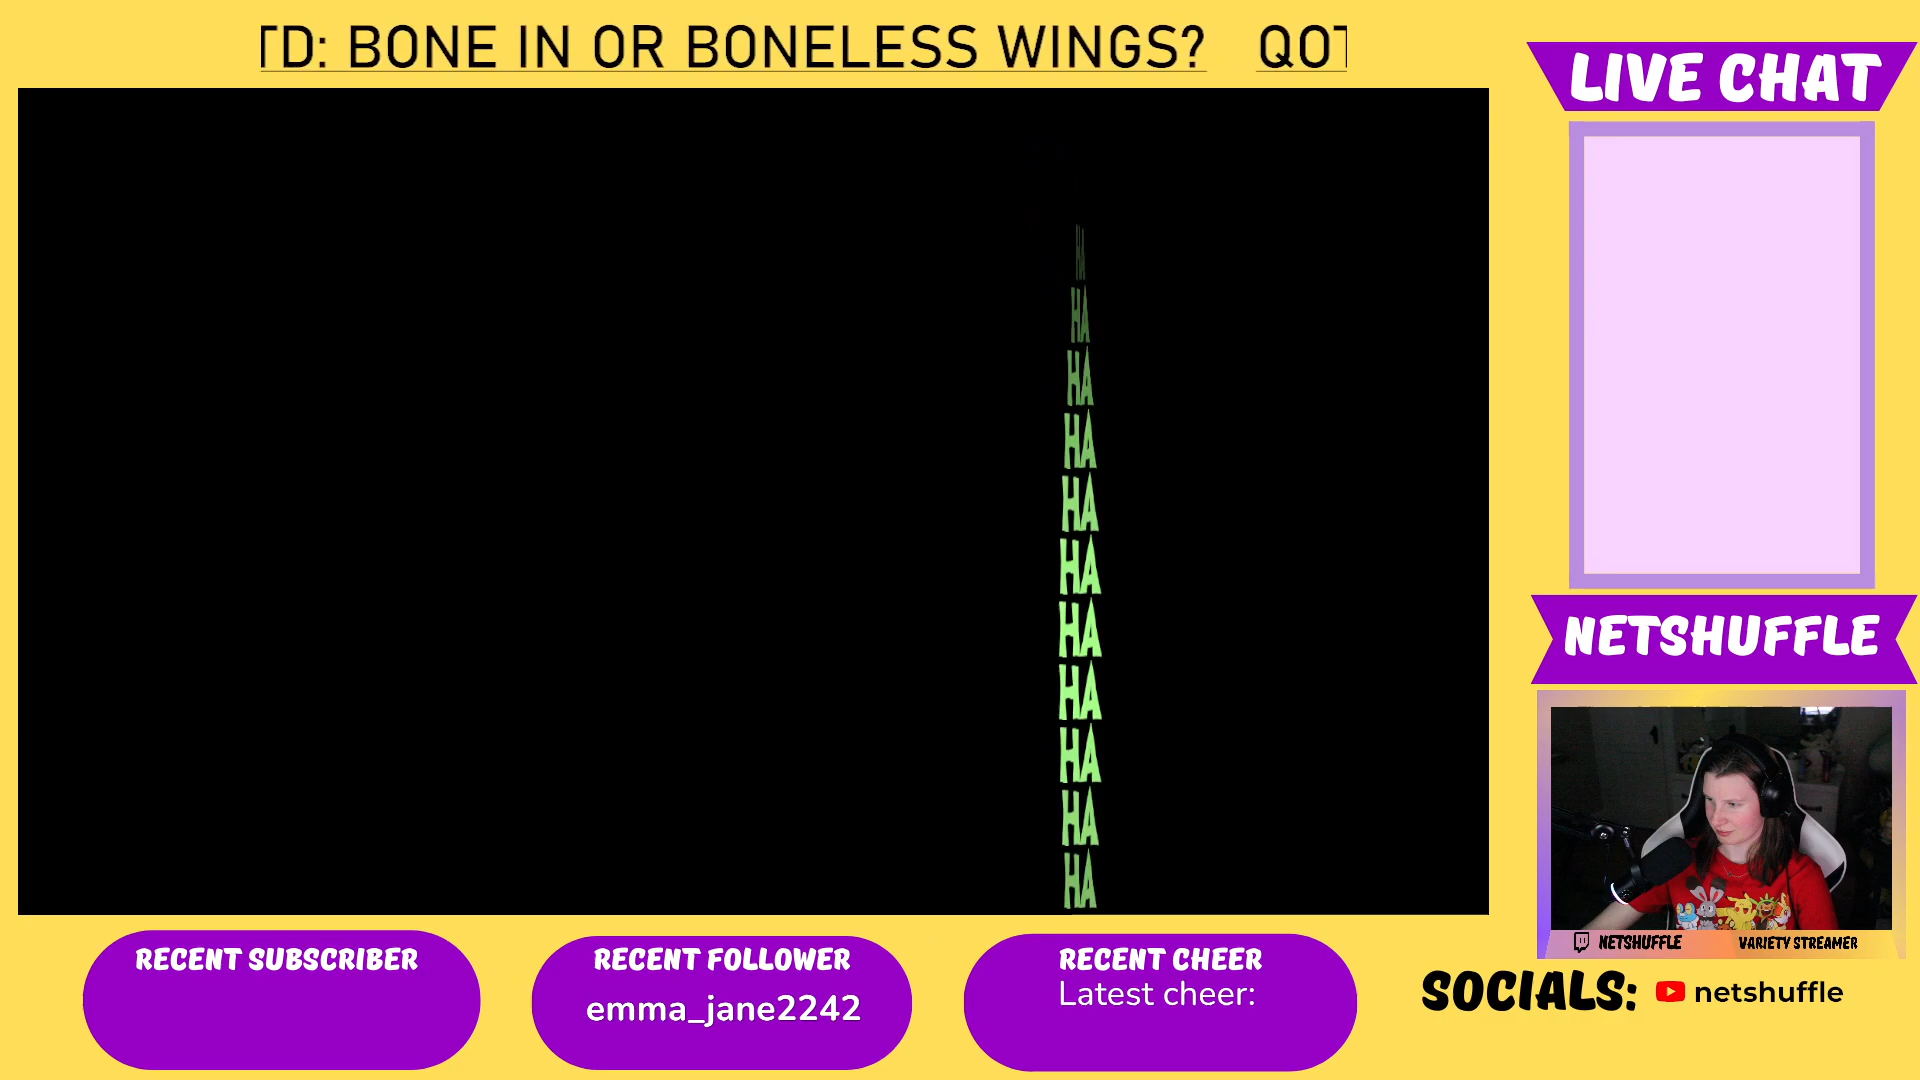 TD: BONE IN OR BONELESS WINGS? QOT
LIVE CHAT
HA
HA
HA
HA
HA
HA
HA
HA
HA
HA
HA
NETSHUFFLE
NETSHUFFLE VARIETY STREAMER
RECENT SUBSCRIBER
RECENT FOLLOWER
emma_jane2242
RECENT CHEER
Latest cheer:
SOCIALS: netshuffle